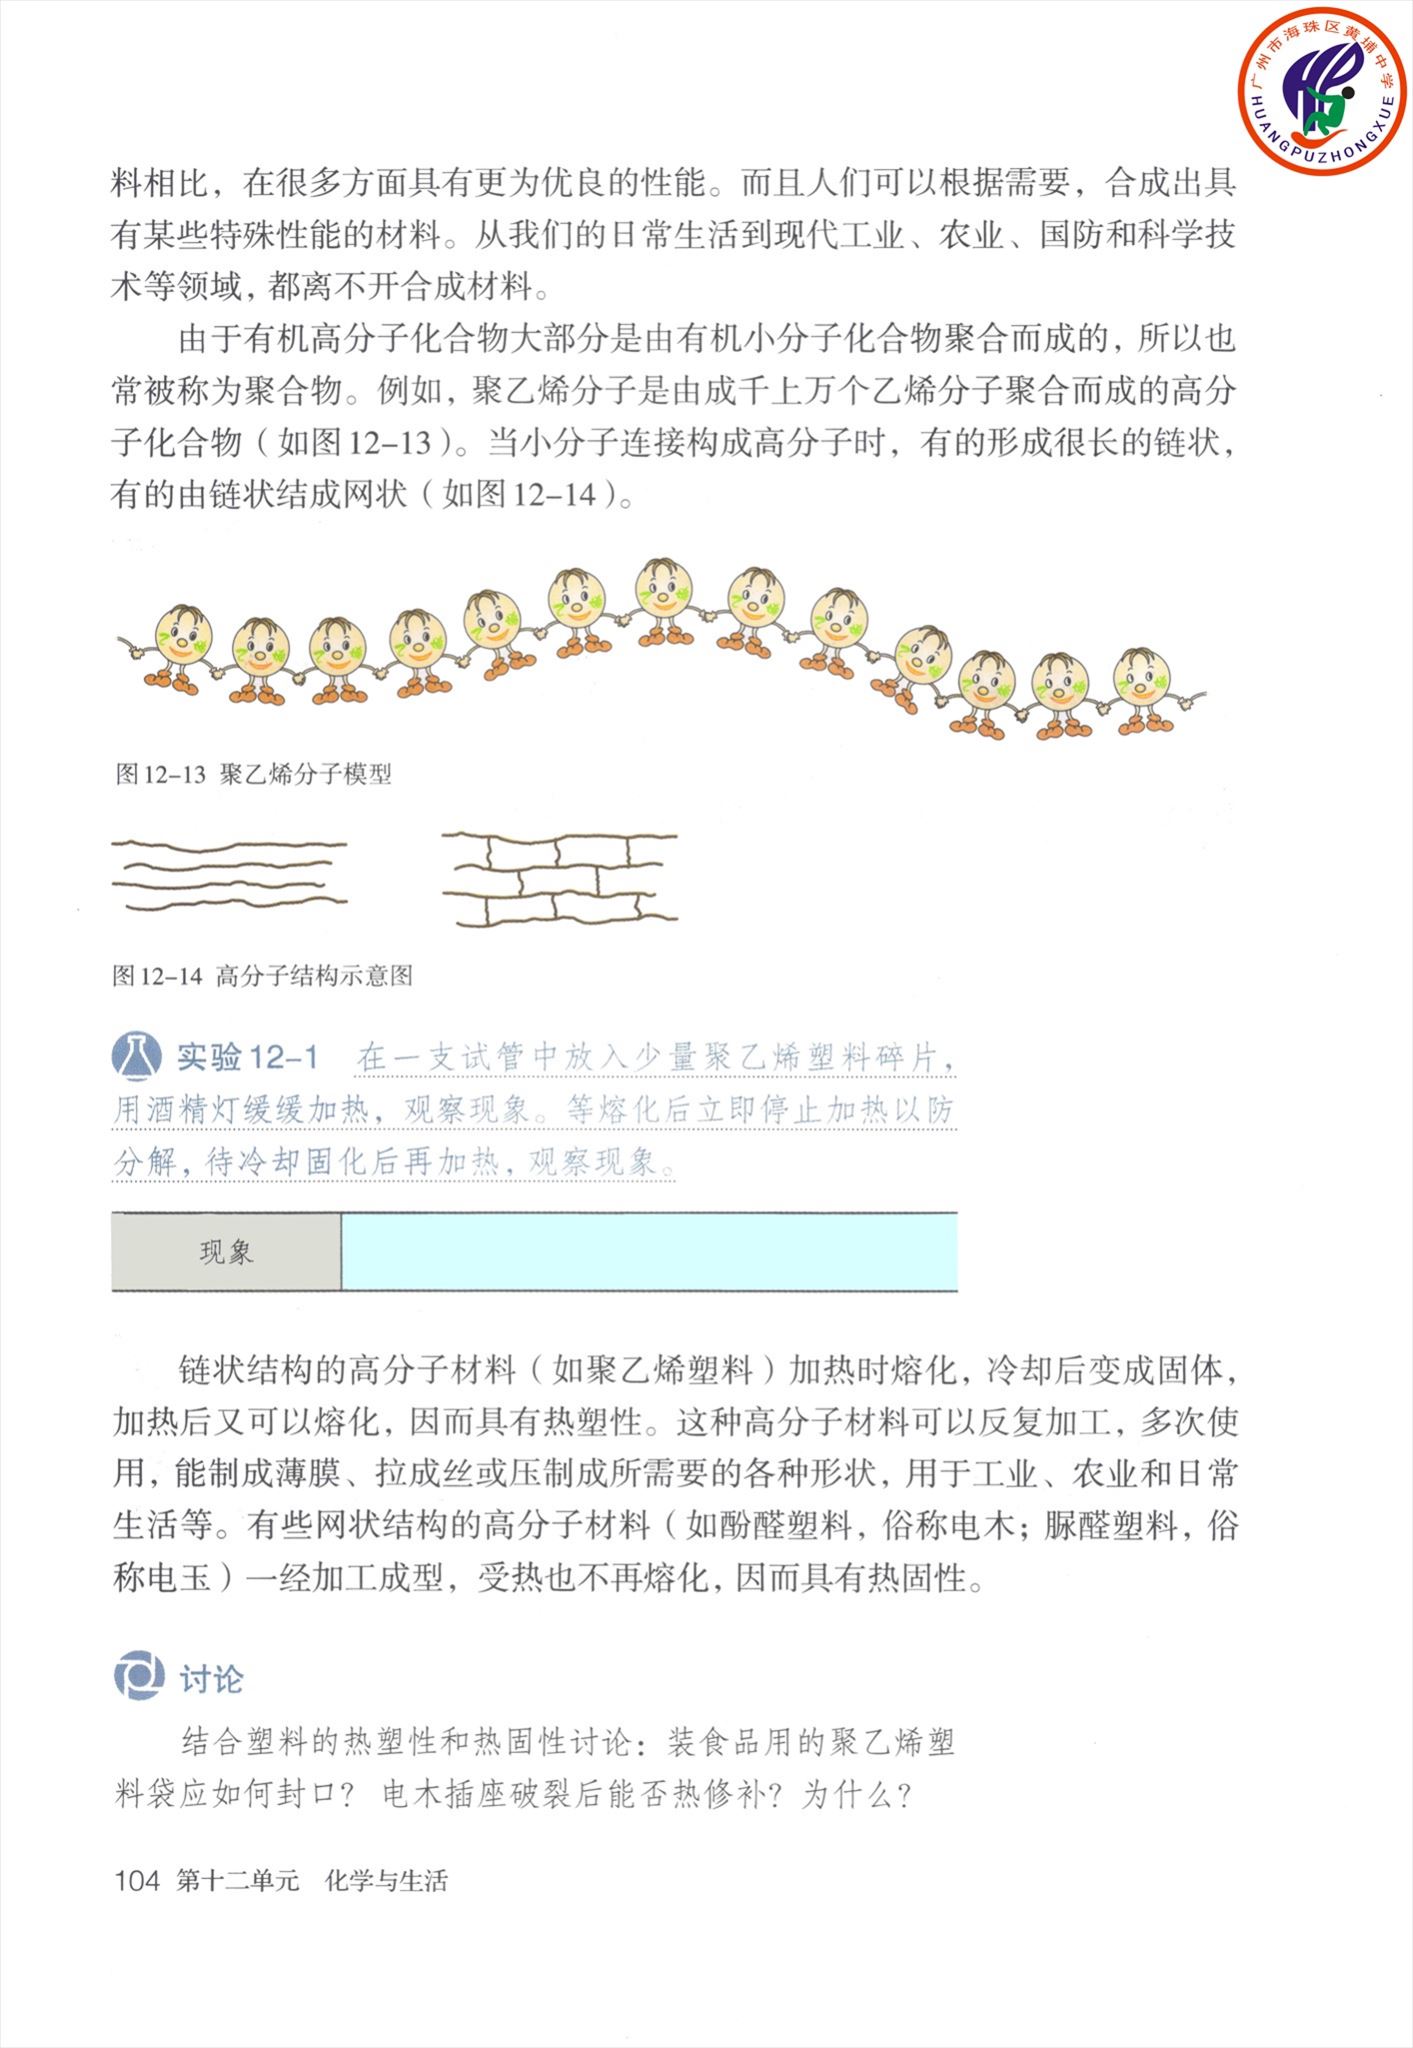 广州市海珠区黄埔中学
HUANGPUZHONGXUE
料相比，在很多方面具有更为优良的性能。而且人们可以根据需要，合成出具
有某些特殊性能的材料。从我们的日常生活到现代工业、农业、国防和科学技
术等领域，都离不开合成材料。
由于有机高分子化合物大部分是由有机小分子化合物聚合而成的，所以也
常被称为聚合物。例如，聚乙烯分子是由成千上万个乙烯分子聚合而成的高分
子化合物（如图12-13）。当小分子连接构成高分子时，有的形成很长的链状，
有的由链状结成网状（如图12-14）。
图12-13 聚乙烯分子模型
图12-14 高分子结构示意图
实验12-1 在一支试管中放入少量聚乙烯塑料碎片，
用酒精灯缓缓加热，观察现象。等熔化后立即停止加热以防
分解，待冷却固化后再加热，观察现象。
现象
链状结构的高分子材料（如聚乙烯塑料）加热时熔化，冷却后变成固体，
加热后又可以熔化，因而具有热塑性。这种高分子材料可以反复加工，多次使
用，能制成薄膜、拉成丝或压制成所需要的各种形状，用于工业、农业和日常
生活等。有些网状结构的高分子材料（如酚醛塑料，俗称电木；脲醛塑料，俗
称电玉）一经加工成型，受热也不再熔化，因而具有热固性。
讨论
结合塑料的热塑性和热固性讨论：装食品用的聚乙烯塑
料袋应如何封口？电木插座破裂后能否热修补？为什么？
104 第十二单元 化学与生活